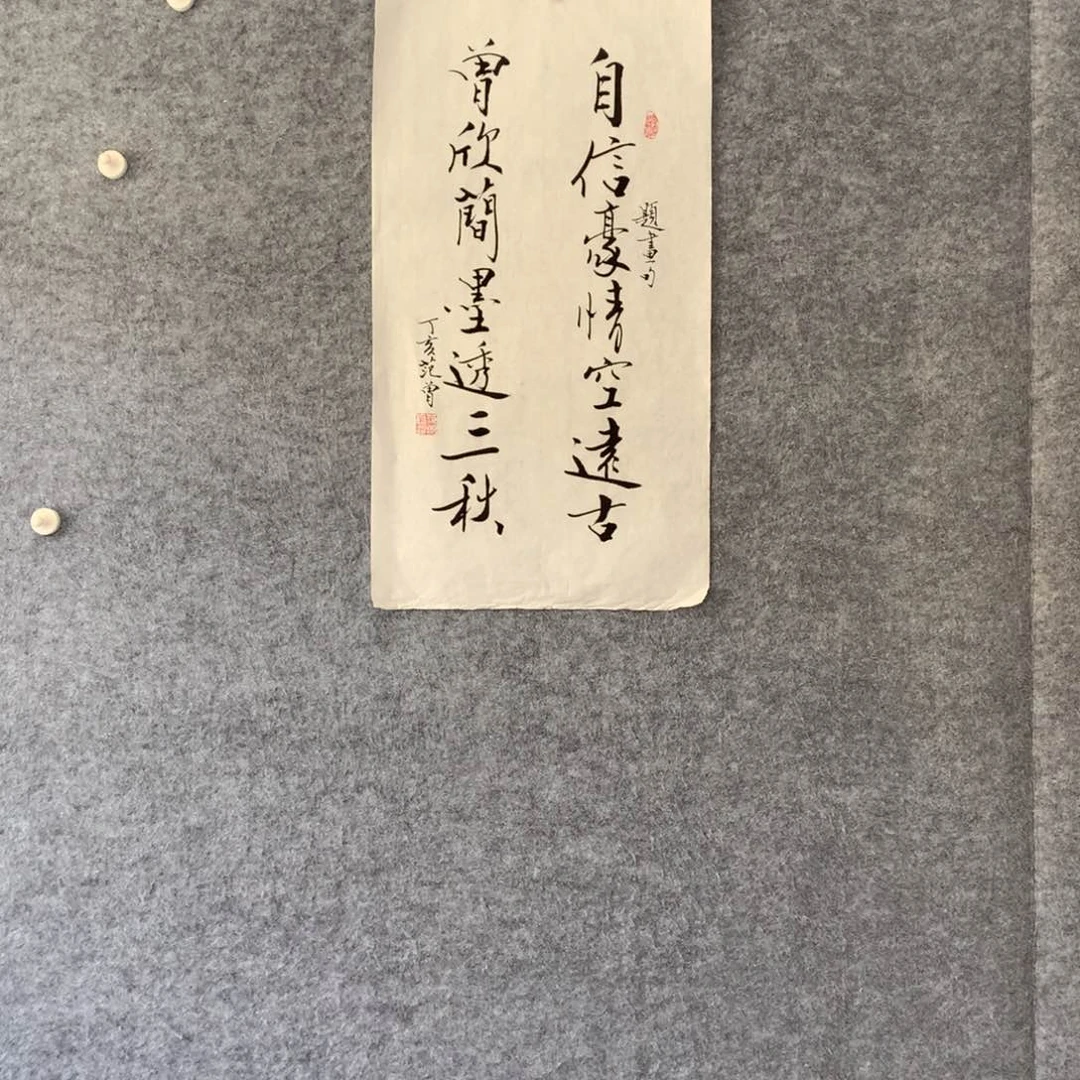 自信豪情空遠古
題畫句
曾欣簡墨透三秋
丁亥范曾